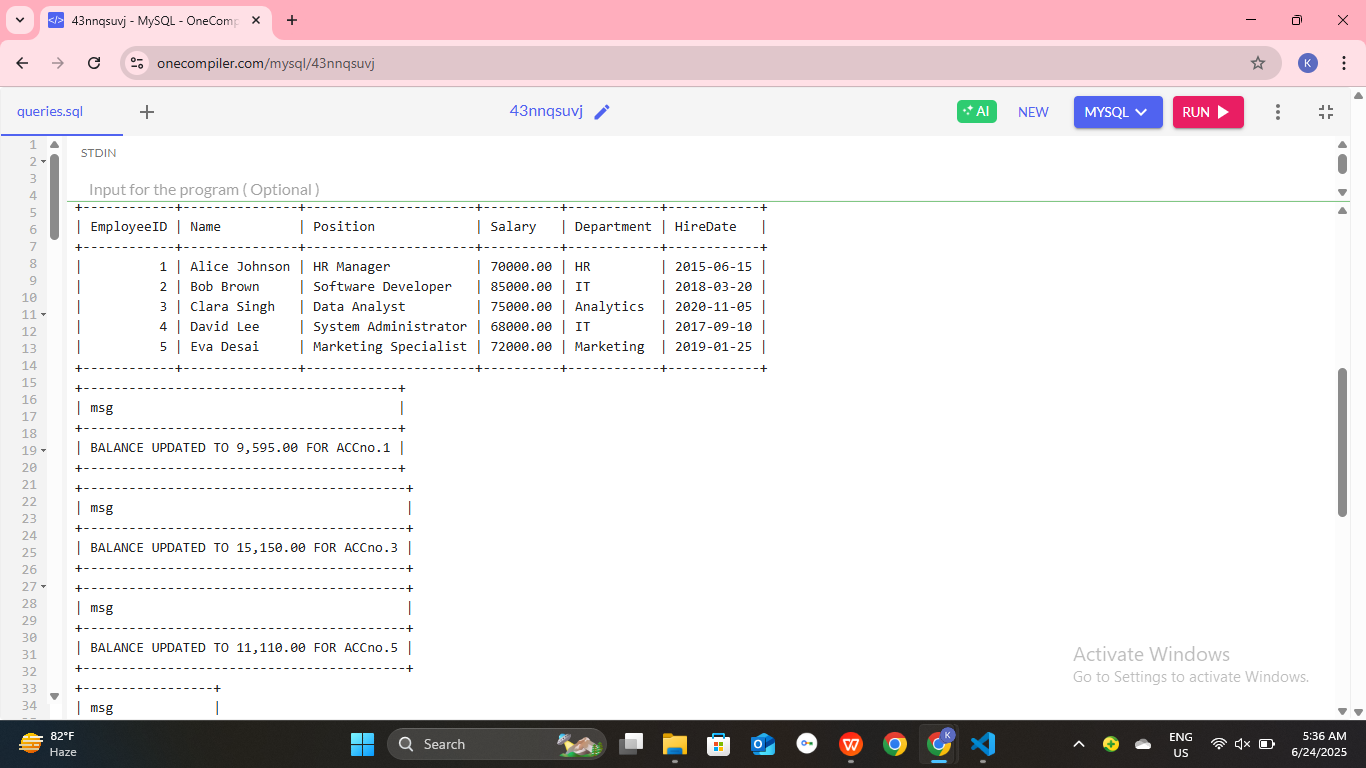 43nnqsuvj - MySQL - OneComp
onecompiler.com/mysql/43nnqsuvj
K
queries.sql
43nnqsuvj
AI
NEW
MYSQL
RUN
1
2
3
4
5
6
7
8
9
10
11
12
13
14
15
16
17
18
19
20
21
22
23
24
25
26
27
28
29
30
31
32
33
34
STDIN
Input for the program ( Optional )
+------------+---------------+----------------------+----------+------------+------------+
| EmployeeID | Name | Position | Salary | Department | HireDate |
+------------+---------------+----------------------+----------+------------+------------+
| 1 | Alice Johnson | HR Manager | 70000.00 | HR | 2015-06-15 |
| 2 | Bob Brown | Software Developer | 85000.00 | IT | 2018-03-20 |
| 3 | Clara Singh | Data Analyst | 75000.00 | Analytics | 2020-11-05 |
| 4 | David Lee | System Administrator | 68000.00 | IT | 2017-09-10 |
| 5 | Eva Desai | Marketing Specialist | 72000.00 | Marketing | 2019-01-25 |
+------------+---------------+----------------------+----------+------------+------------+
+-----------------------------------------+
| msg |
+-----------------------------------------+
| BALANCE UPDATED TO 9,595.00 FOR ACCno.1 |
+-----------------------------------------+
+------------------------------------------+
| msg |
+------------------------------------------+
| BALANCE UPDATED TO 15,150.00 FOR ACCno.3 |
+------------------------------------------+
+------------------------------------------+
| msg |
+------------------------------------------+
| BALANCE UPDATED TO 11,110.00 FOR ACCno.5 |
+------------------------------------------+
+-----------------+
| msg |
Activate Windows
Go to Settings to activate Windows.
82°F
Haze
Search
K
ENG
US
5:36 AM
6/24/2025